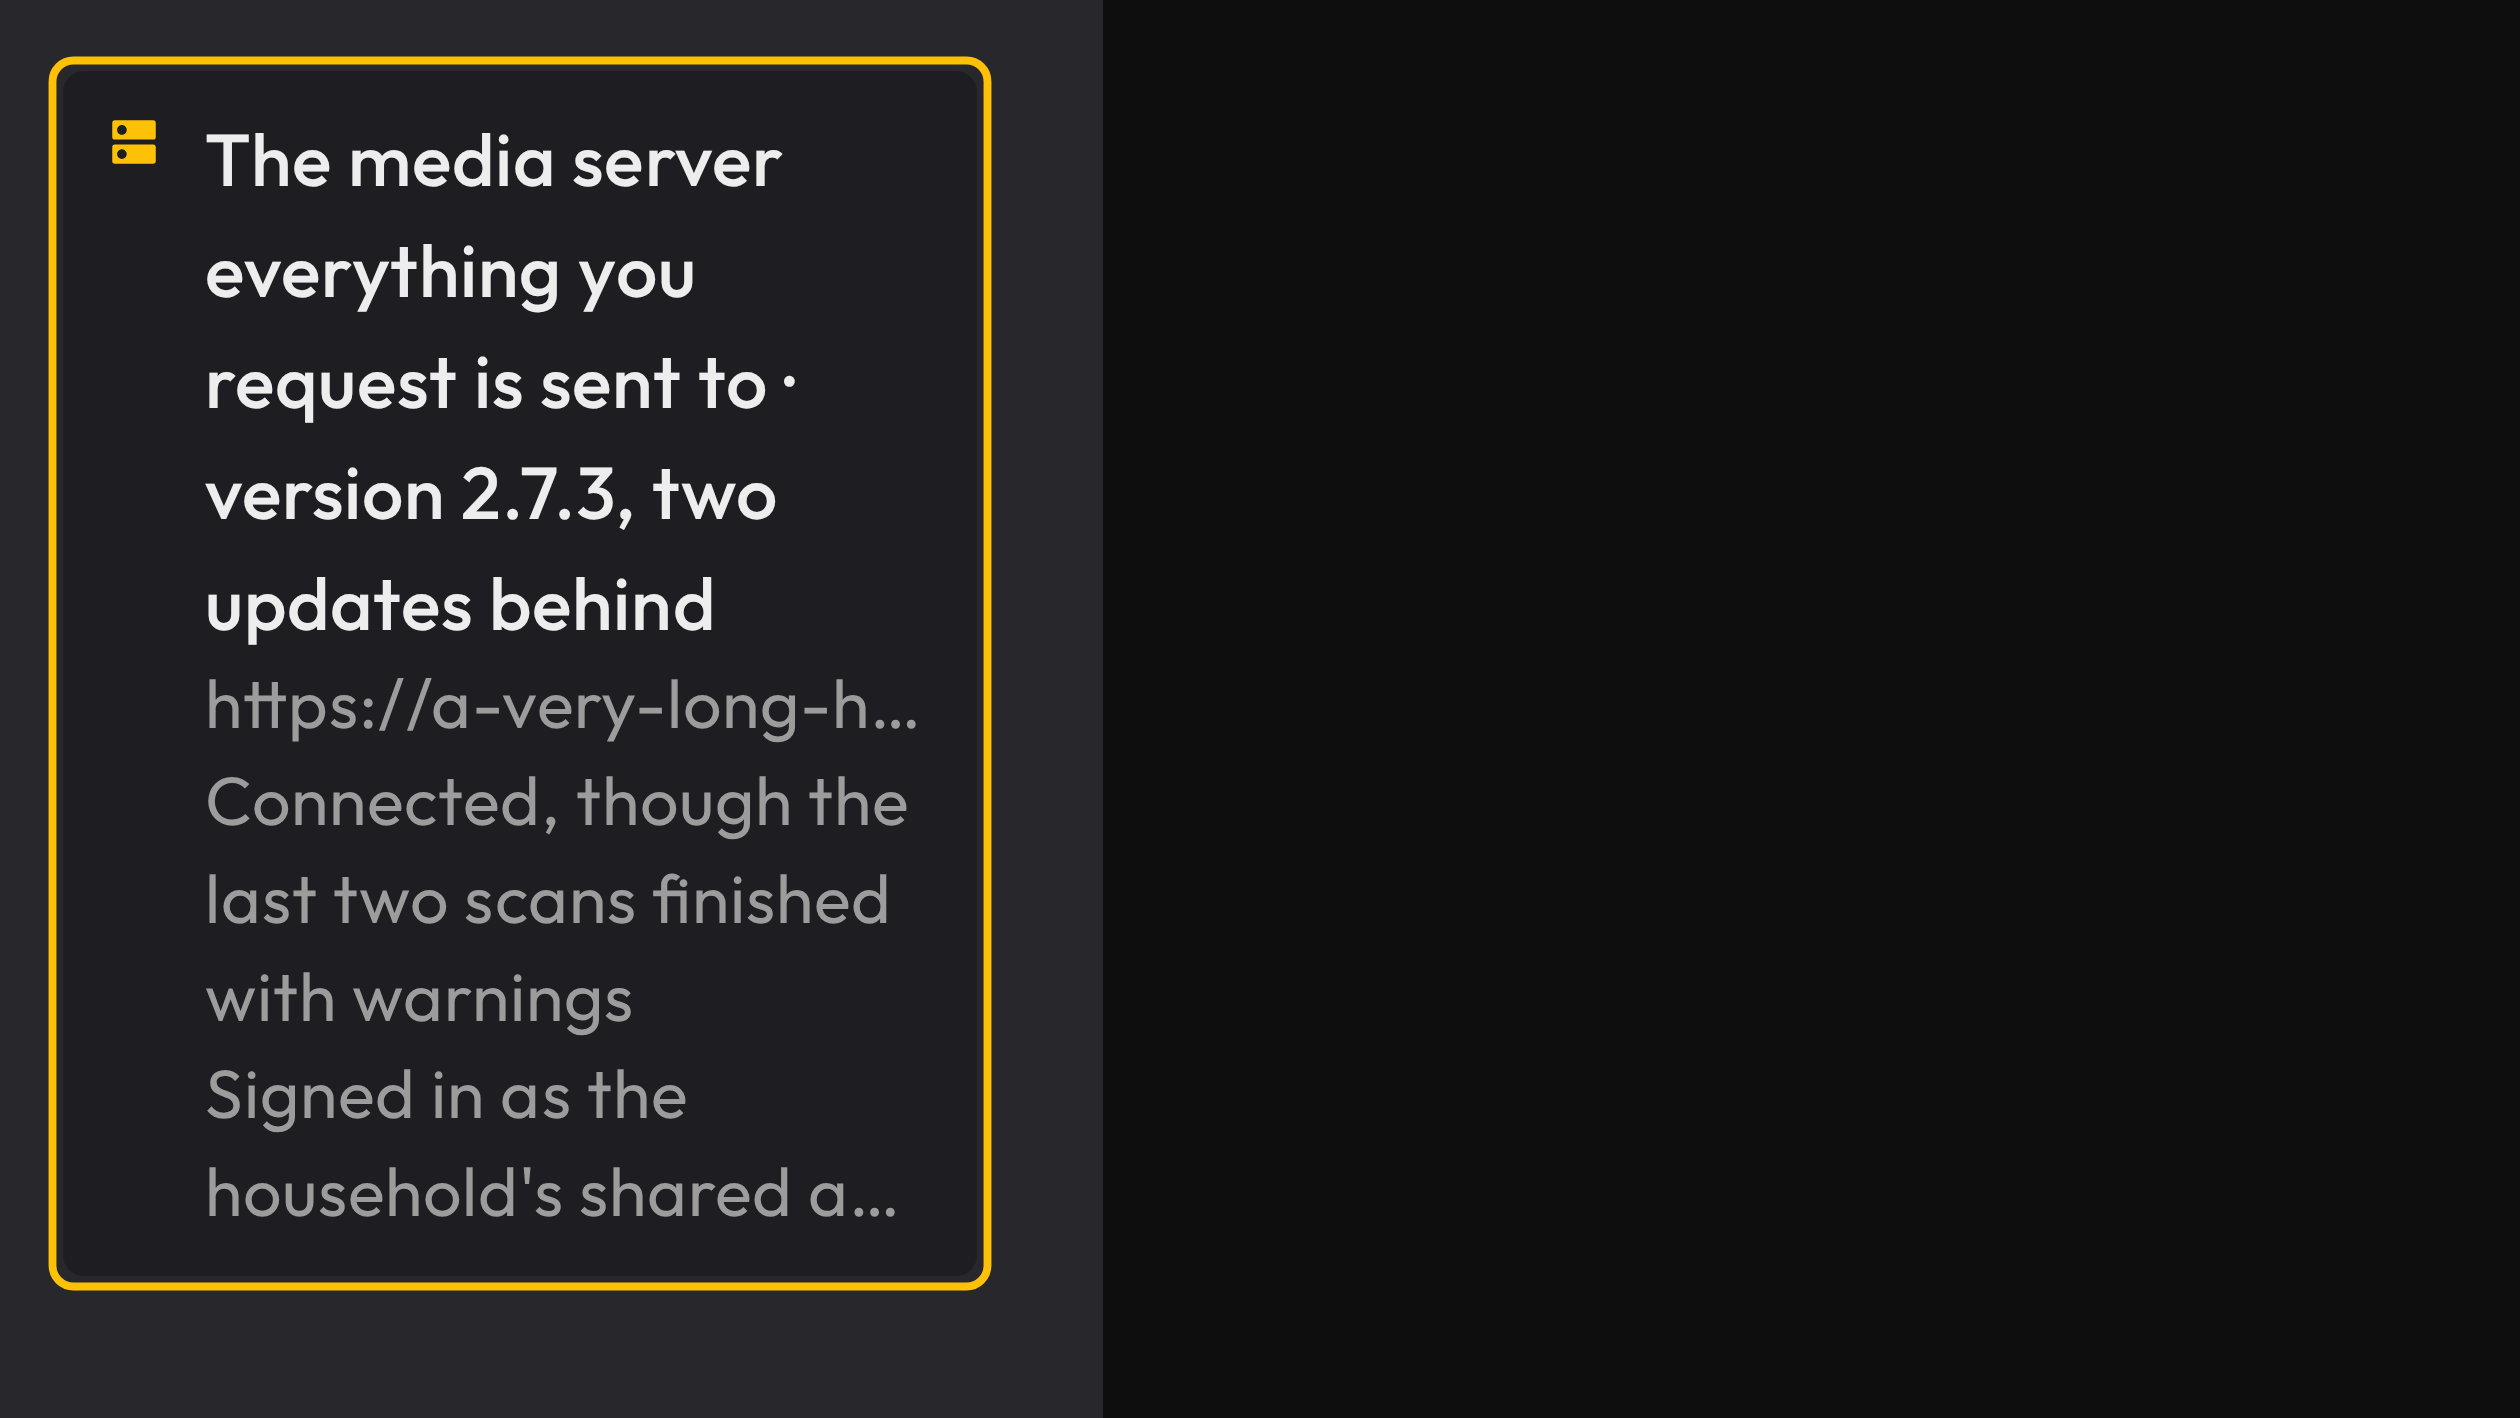 The media server
everything you
request is sent to ·
version 2.7.3, two
updates behind
https://a-very-long-h...
Connected, though the
last two scans finished
with warnings
Signed in as the
household's shared a...